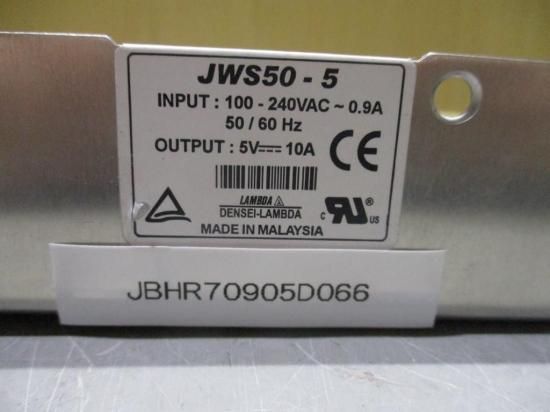 JWS50 - 5
INPUT : 100 - 240VAC ~ 0.9A
50 / 60 Hz
OUTPUT : 5V⎓ 10A
CE
LAMBDA
DENSEI-LAMBDA
c RU US
MADE IN MALAYSIA
JBHR70905D066